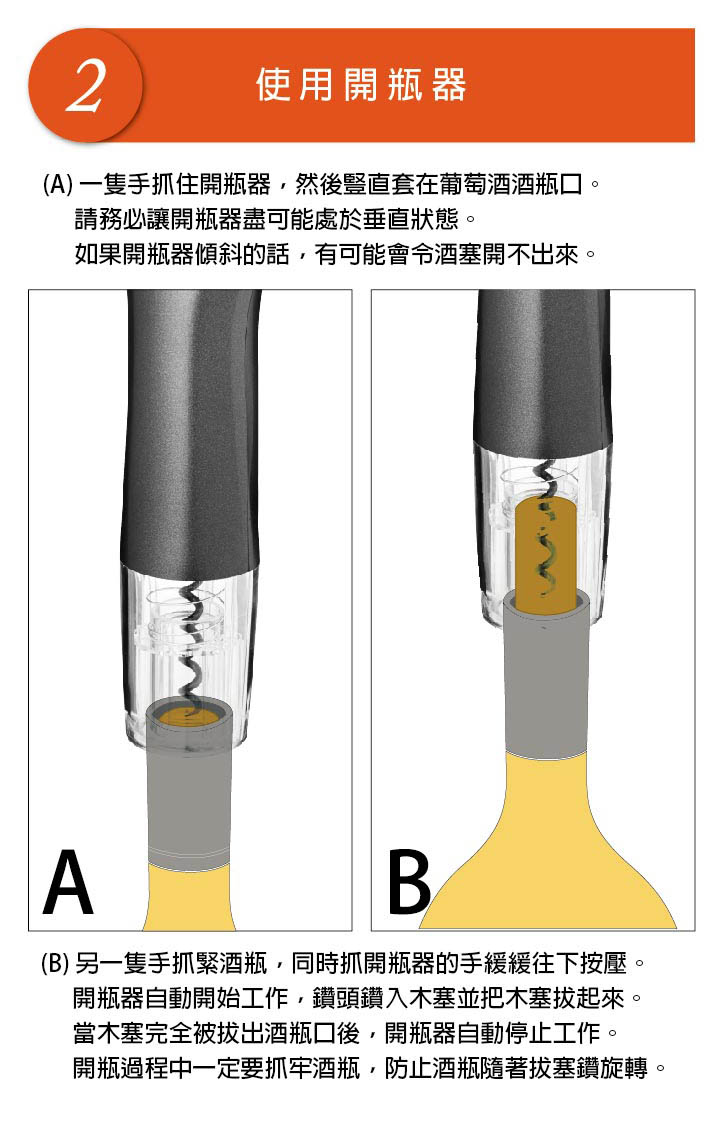 2
使用開瓶器
(A) 一隻手抓住開瓶器，然後豎直套在葡萄酒酒瓶口。
請務必讓開瓶器盡可能處於垂直狀態。
如果開瓶器傾斜的話，有可能會令酒塞開不出來。
A
B
(B) 另一隻手抓緊酒瓶，同時抓開瓶器的手緩緩往下按壓。
開瓶器自動開始工作，鑽頭鑽入木塞並把木塞拔起來。
當木塞完全被拔出酒瓶口後，開瓶器自動停止工作。
開瓶過程中一定要抓牢酒瓶，防止酒瓶隨著拔塞鑽旋轉。